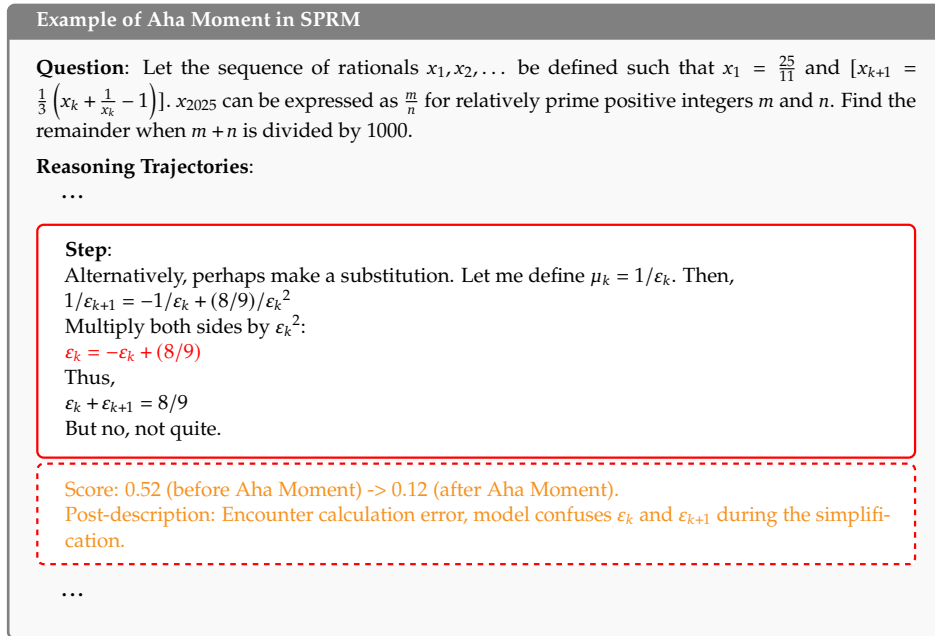 Example of Aha Moment in SPRM
Question: Let the sequence of rationals x₁, x₂, … be defined such that x₁ = 25/11 and [xₖ₊₁ =
1/3 (xₖ + 1/xₖ − 1)]. x₂₀₂₅ can be expressed as m/n for relatively prime positive integers m and n. Find the
remainder when m + n is divided by 1000.
Reasoning Trajectories:
...
Step:
Alternatively, perhaps make a substitution. Let me define μₖ = 1/εₖ. Then,
1/εₖ₊₁ = −1/εₖ + (8/9)/εₖ²
Multiply both sides by εₖ²:
εₖ = −εₖ + (8/9)
Thus,
εₖ + εₖ₊₁ = 8/9
But no, not quite.
Score: 0.52 (before Aha Moment) -> 0.12 (after Aha Moment).
Post-description: Encounter calculation error, model confuses εₖ and εₖ₊₁ during the simplifi-
cation.
...